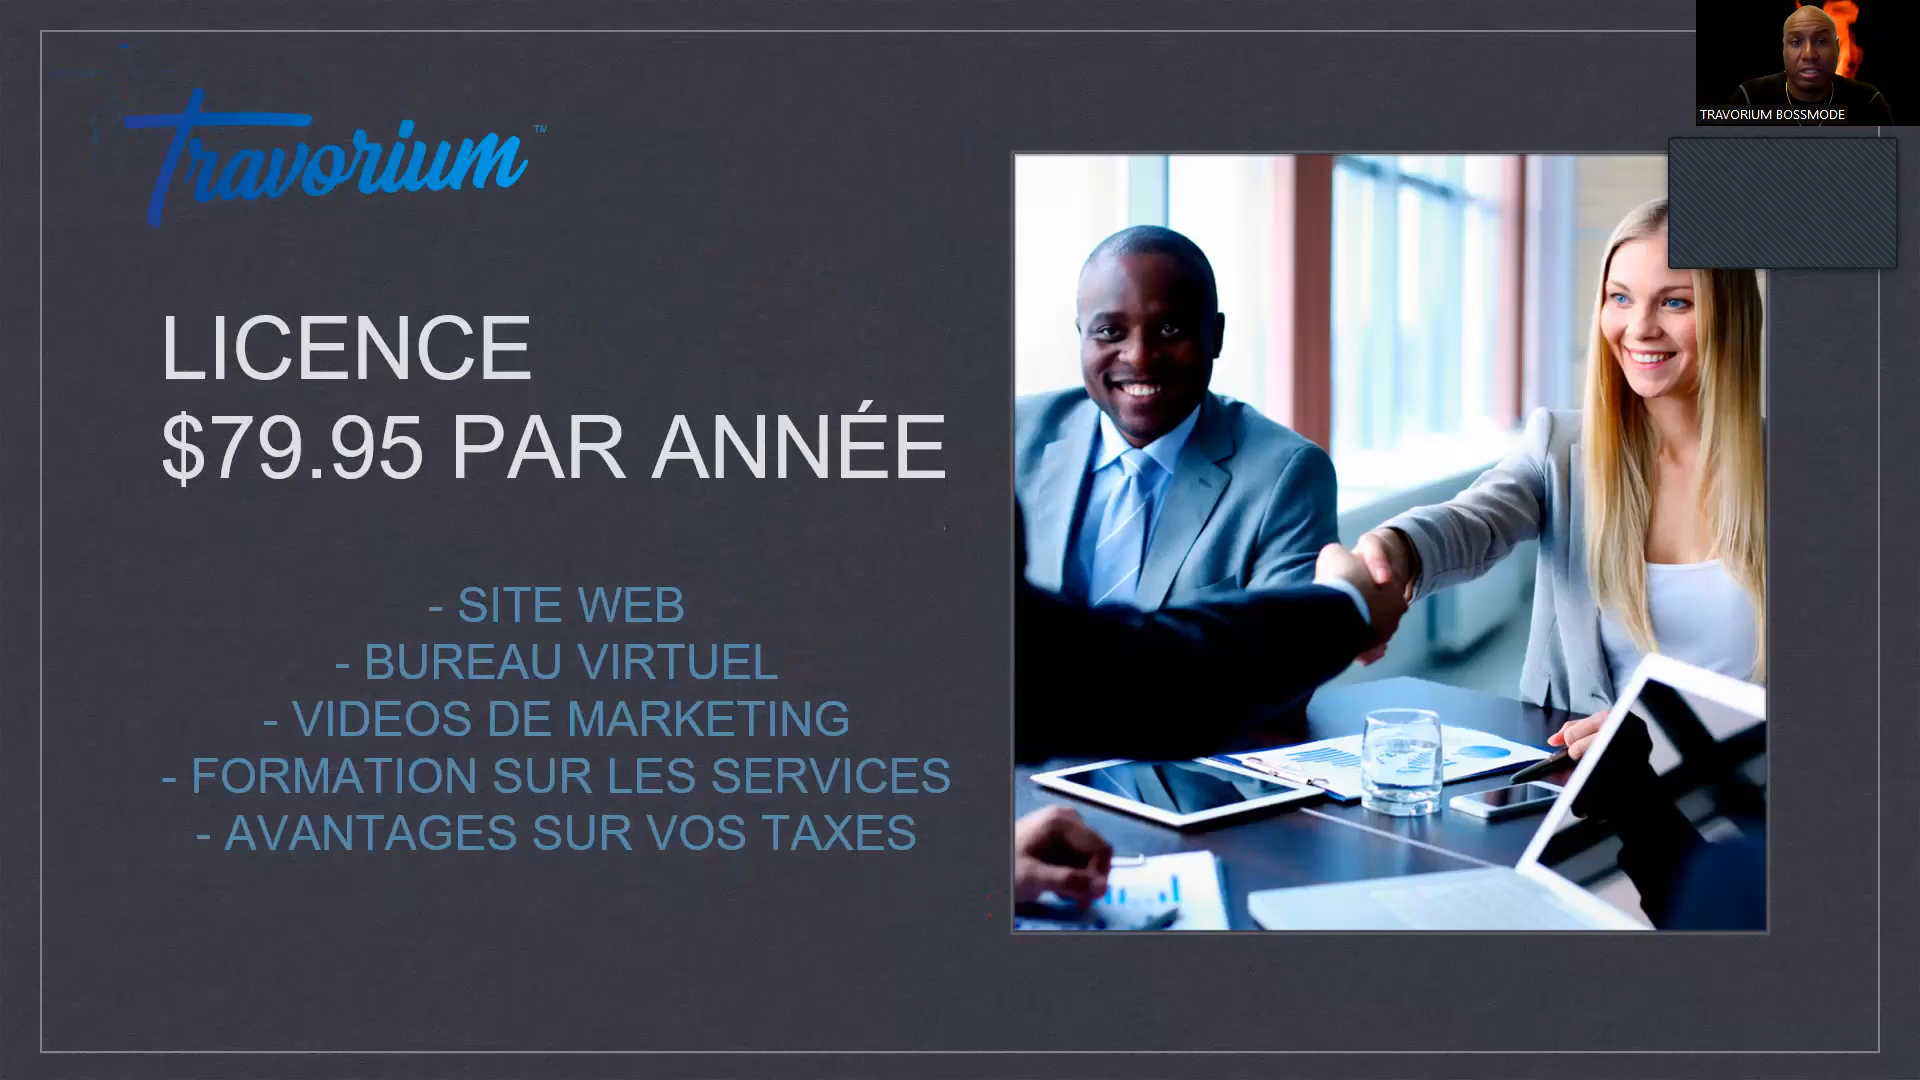 Travorium™
TRAVORIUM BOSSMODE
LICENCE
$79.95 PAR ANNÉE
- SITE WEB
- BUREAU VIRTUEL
- VIDEOS DE MARKETING
- FORMATION SUR LES SERVICES
- AVANTAGES SUR VOS TAXES